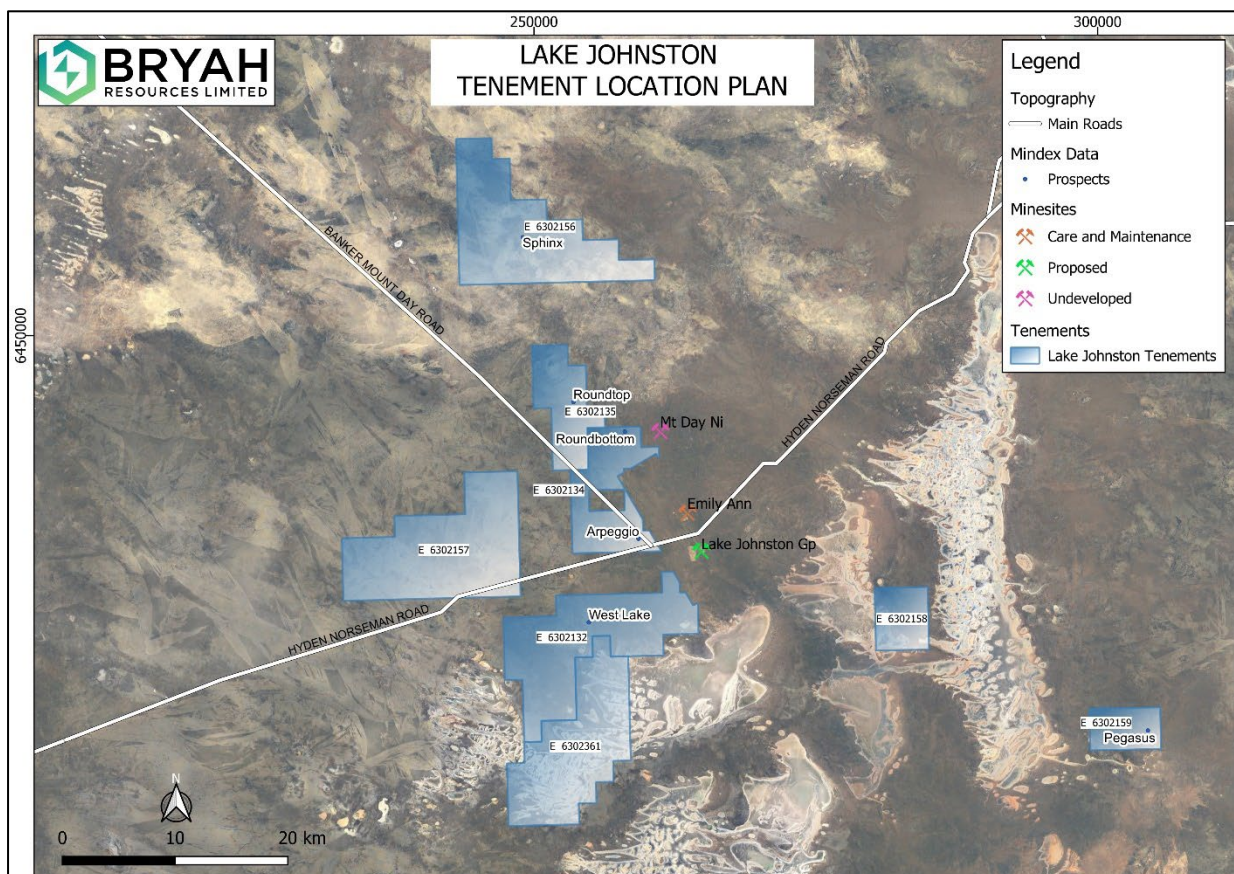 250000
300000
BRYAH
RESOURCES LIMITED
LAKE JOHNSTON
TENEMENT LOCATION PLAN
Legend
Topography
Main Roads
Mindex Data
Prospects
Minesites
Care and Maintenance
Proposed
Undeveloped
Tenements
Lake Johnston Tenements
6450000
BANKER MOUNT DAY ROAD
E 6302156
Sphinx
HYDEN NORSEMAN ROAD
Roundtop
E 6302135
Mt Day Ni
Roundbottom
E 6302134
Emily Ann
Arpeggio
Lake Johnston Gp
E 6302157
HYDEN NORSEMAN ROAD
West Lake
E 6302132
E 6302158
E 6302361
E 6302159
Pegasus
N
0 10 20 km